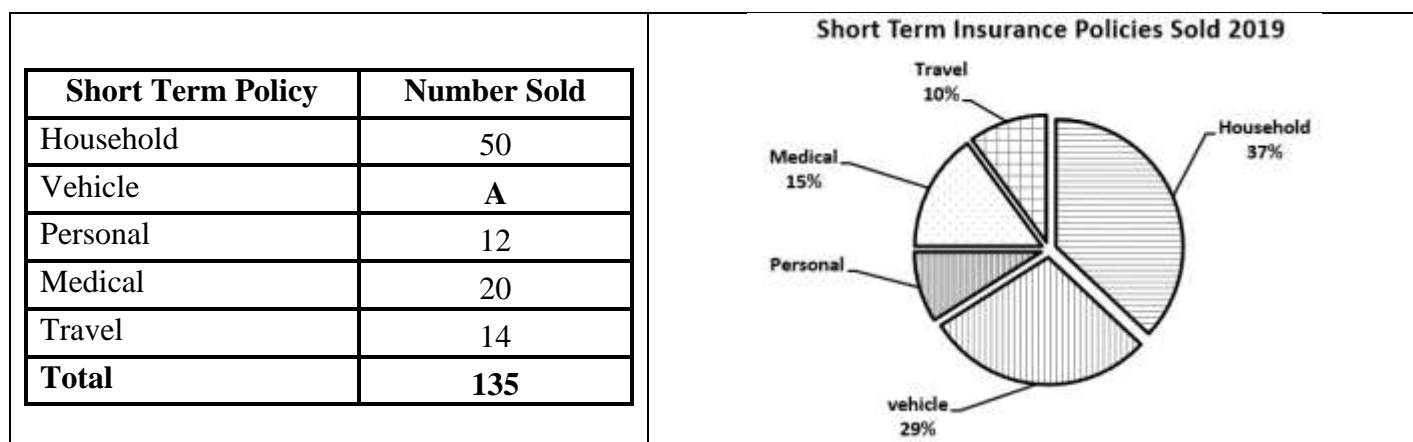 Short Term Policy Number Sold
Household 50
Vehicle A
Personal 12
Medical 20
Travel 14
Total 135
Short Term Insurance Policies Sold 2019
Travel
10%
Household
37%
Medical
15%
Personal
vehicle
29%